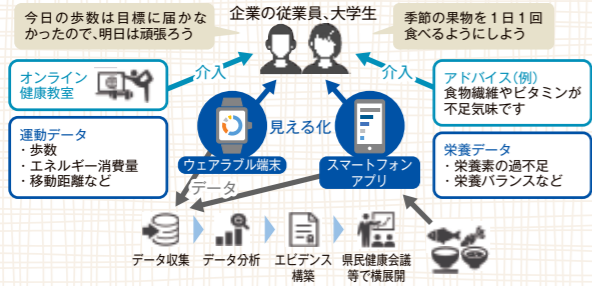 今日の歩数は目標に届かな
かったので、明日は頑張ろう
企業の従業員、大学生
季節の果物を1日1回
食べるようにしよう
オンライン
健康教室
介入
介入
アドバイス(例)
食物繊維やビタミンが
不足気味です
運動データ
・歩数
・エネルギー消費量
・移動距離など
見える化
ウェアラブル端末
スマートフォン
アプリ
栄養データ
・栄養素の過不足
・栄養バランスなど
データ
データ収集
データ分析
エビデンス
構築
県民健康会議
等で横展開